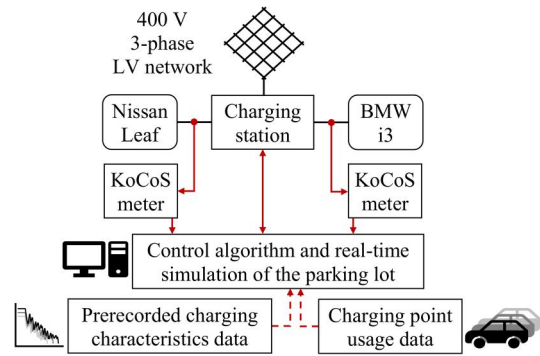 400 V
3-phase
LV network
Nissan
Leaf
Charging
station
BMW
i3
KoCoS
meter
KoCoS
meter
Control algorithm and real-time
simulation of the parking lot
Prerecorded charging
characteristics data
Charging point
usage data